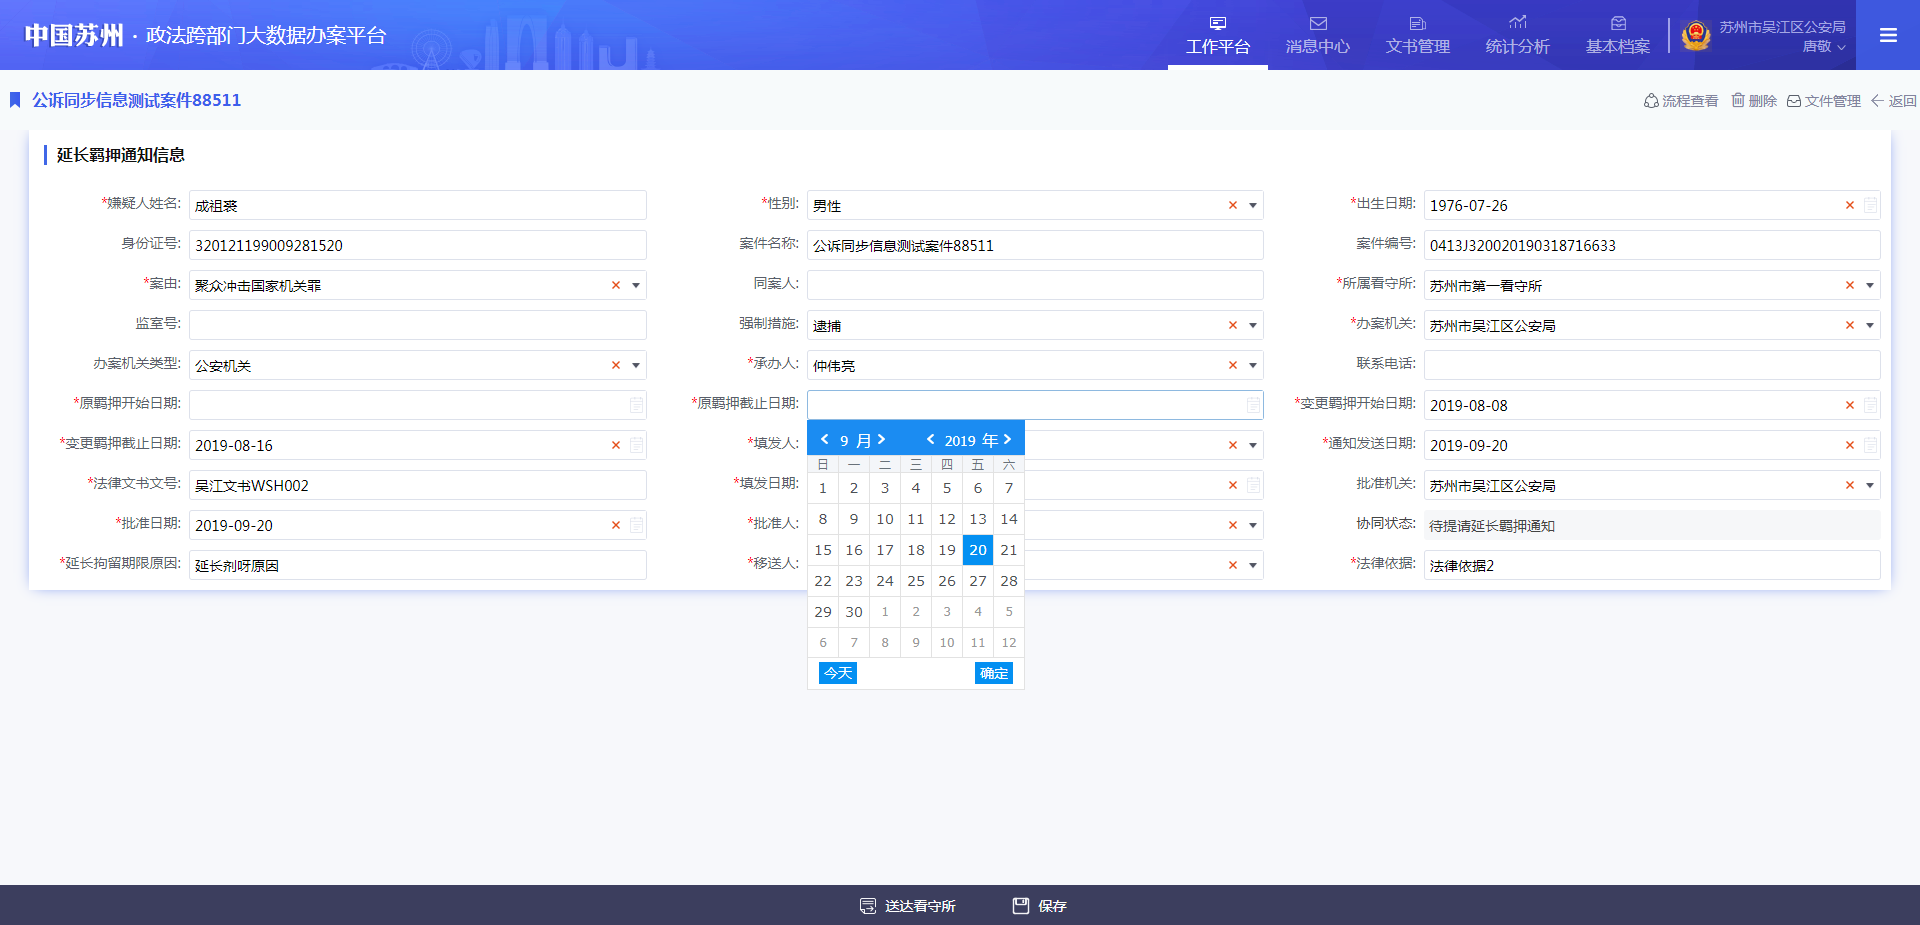 中国苏州 · 政法跨部门大数据办案平台
工作平台 消息中心 文书管理 统计分析 基本档案 苏州市吴江区公安局 唐敬
公诉同步信息测试案件88511 流程查看 删除 文件管理 返回
延长羁押通知信息
*嫌疑人姓名: 成祖裘 *性别: 男性 *出生日期: 1976-07-26
身份证号: 320121199009281520 案件名称: 公诉同步信息测试案件88511 案件编号: 0413J320020190318716633
*案由: 聚众冲击国家机关罪 同案人: *所属看守所: 苏州市第一看守所
监室号: 强制措施: 逮捕 *办案机关: 苏州市吴江区公安局
办案机关类型: 公安机关 *承办人: 仲伟亮 联系电话:
*原羁押开始日期: *原羁押截止日期: *变更羁押开始日期: 2019-08-08
*变更羁押截止日期: 2019-08-16 *填发人: *通知发送日期: 2019-09-20
*法律文书文号: 吴江文书WSH002 *填发日期: 批准机关: 苏州市吴江区公安局
*批准日期: 2019-09-20 *批准人: 协同状态: 待提请延长羁押通知
*延长拘留期限原因: 延长剂呀原因 *移送人: *法律依据: 法律依据2
9 月 2019 年
日 一 二 三 四 五 六
1 2 3 4 5 6 7
8 9 10 11 12 13 14
15 16 17 18 19 20 21
22 23 24 25 26 27 28
29 30 1 2 3 4 5
6 7 8 9 10 11 12
今天 确定
送达看守所 保存